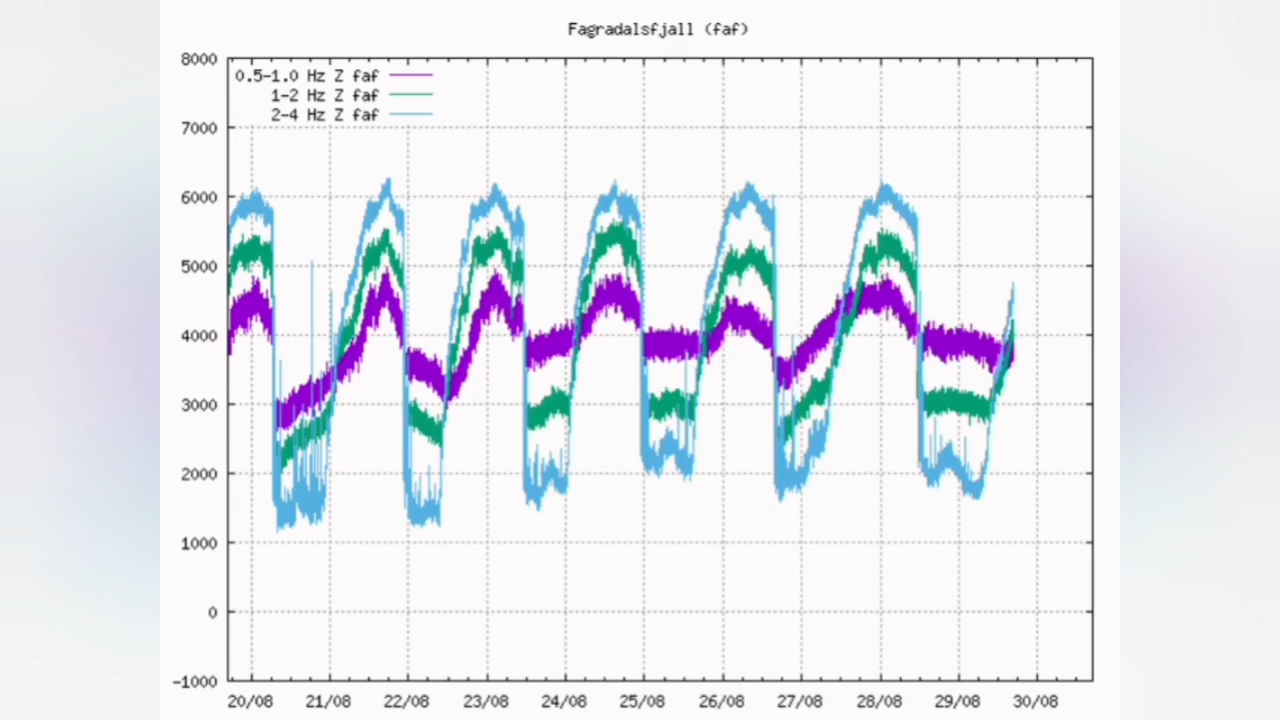 Fagradalsfjall (faf)
8000
0.5-1.0 Hz Z faf
1-2 Hz Z faf
2-4 Hz Z faf
7000
6000
5000
4000
3000
2000
1000
0
-1000
20/08 21/08 22/08 23/08 24/08 25/08 26/08 27/08 28/08 29/08 30/08